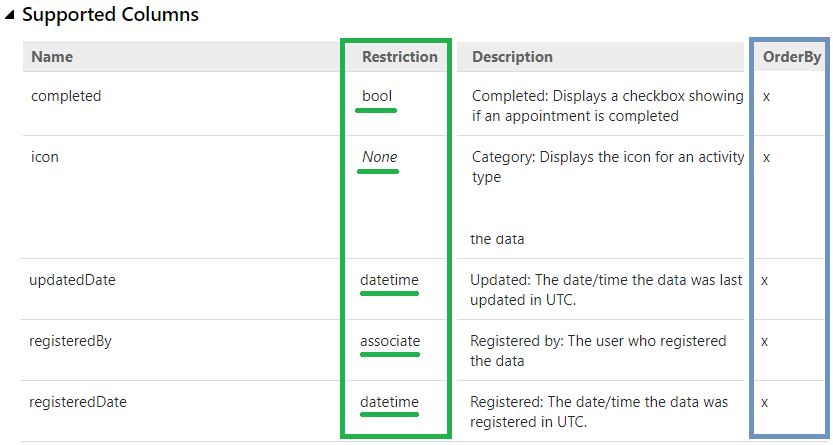 Supported Columns
Name Restriction Description OrderBy
completed bool Completed: Displays a checkbox showing x
if an appointment is completed
icon None Category: Displays the icon for an activity x
type
the data
updatedDate datetime Updated: The date/time the data was last x
updated in UTC.
registeredBy associate Registered by: The user who registered x
the data
registeredDate datetime Registered: The date/time the data was x
registered in UTC.